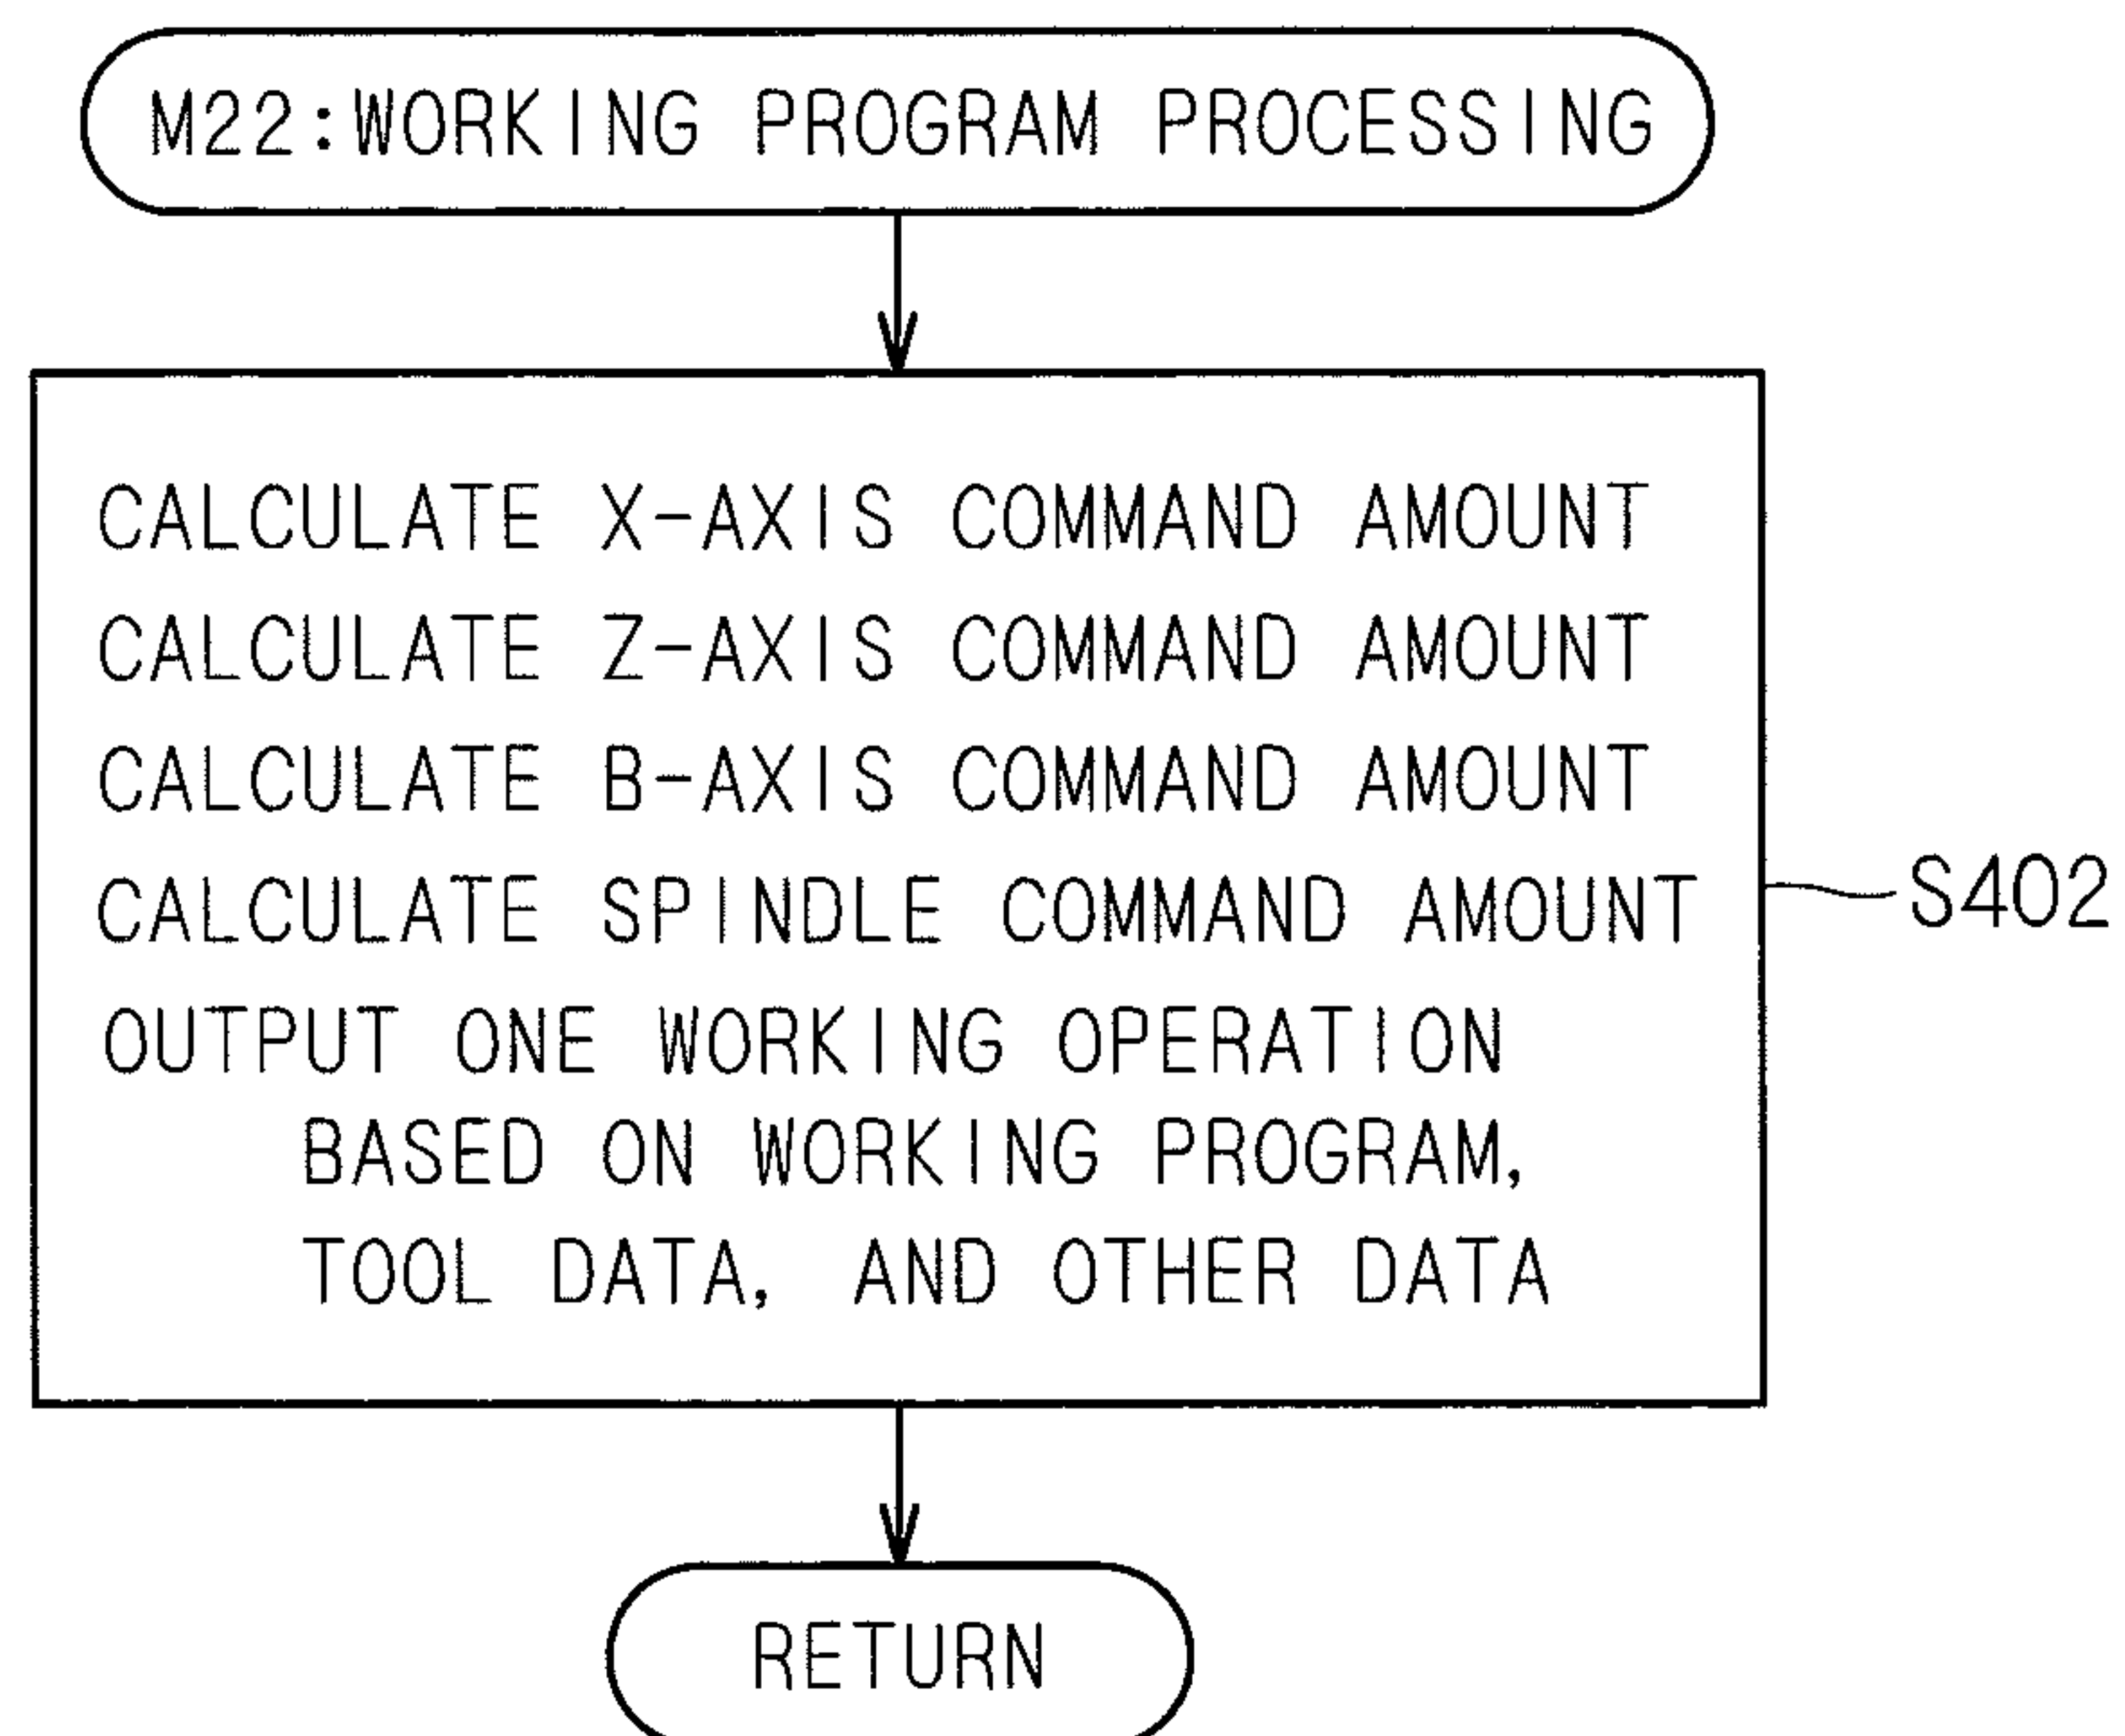 M22:WORKING PROGRAM PROCESSING
CALCULATE X-AXIS COMMAND AMOUNT
CALCULATE Z-AXIS COMMAND AMOUNT
CALCULATE B-AXIS COMMAND AMOUNT
CALCULATE SPINDLE COMMAND AMOUNT
S402
OUTPUT ONE WORKING OPERATION
BASED ON WORKING PROGRAM,
TOOL DATA, AND OTHER DATA
RETURN